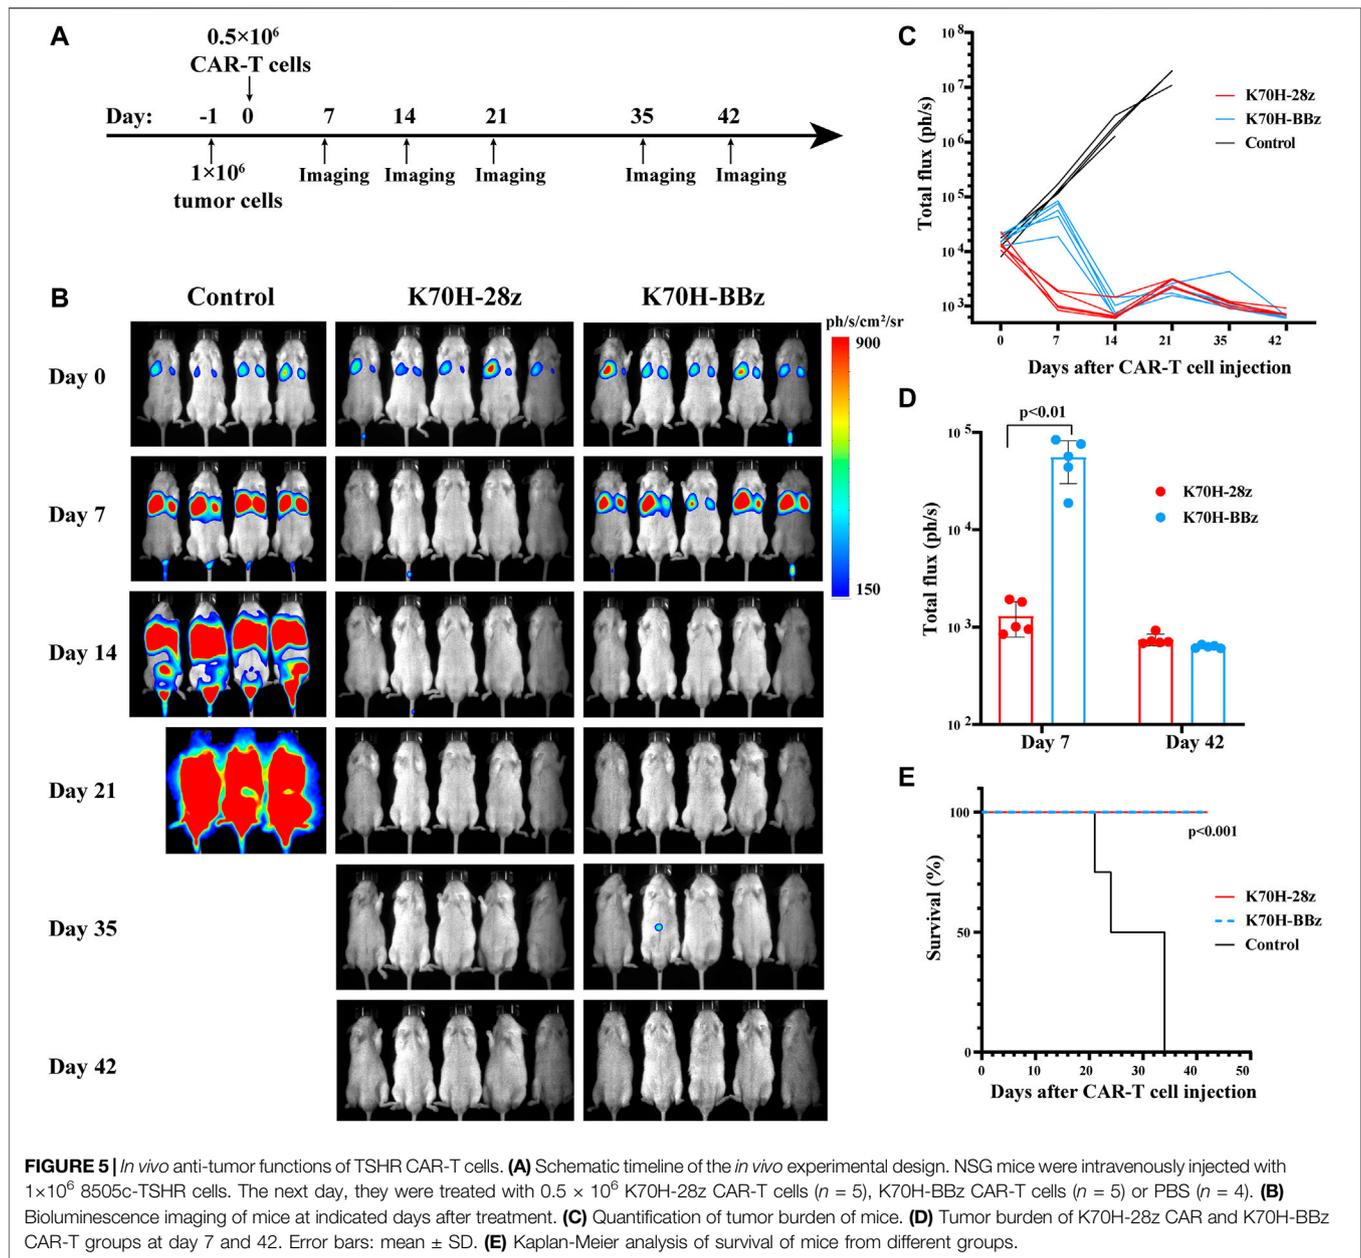 A
0.5×10⁶
CAR-T cells
Day: -1 0 7 14 21 35 42
1×10⁶
tumor cells
Imaging Imaging Imaging Imaging Imaging
B
Control K70H-28z K70H-BBz
ph/s/cm²/sr
900
150
Day 0
Day 7
Day 14
Day 21
Day 35
Day 42
C
Total flux (ph/s)
10⁸
10⁷
10⁶
10⁵
10⁴
10³
0 7 14 21 35 42
Days after CAR-T cell injection
K70H-28z
K70H-BBz
Control
D
p<0.01
Total flux (ph/s)
10⁵
10⁴
10³
10²
Day 7 Day 42
K70H-28z
K70H-BBz
E
Survival (%)
100
50
0
0 10 20 30 40 50
Days after CAR-T cell injection
p<0.001
K70H-28z
K70H-BBz
Control
FIGURE 5 | In vivo anti-tumor functions of TSHR CAR-T cells. (A) Schematic timeline of the in vivo experimental design. NSG mice were intravenously injected with
1×10⁶ 8505c-TSHR cells. The next day, they were treated with 0.5 × 10⁶ K70H-28z CAR-T cells (n = 5), K70H-BBz CAR-T cells (n = 5) or PBS (n = 4). (B)
Bioluminescence imaging of mice at indicated days after treatment. (C) Quantification of tumor burden of mice. (D) Tumor burden of K70H-28z CAR and K70H-BBz
CAR-T groups at day 7 and 42. Error bars: mean ± SD. (E) Kaplan-Meier analysis of survival of mice from different groups.